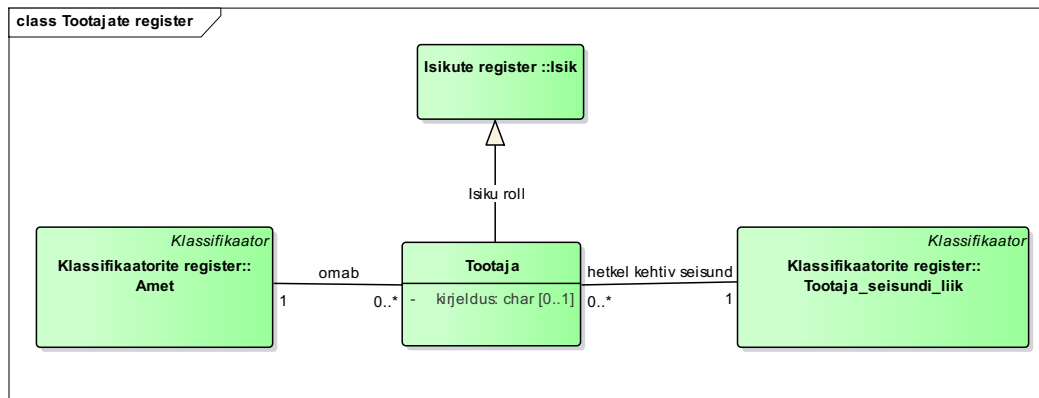 class Tootajate register
Isikute register ::Isik
Isiku roll
Klassifikaator
Klassifikaatorite register::
Amet
omab
1
0..*
Tootaja
- kirjeldus: char [0..1]
hetkel kehtiv seisund
0..*
1
Klassifikaator
Klassifikaatorite register::
Tootaja_seisundi_liik